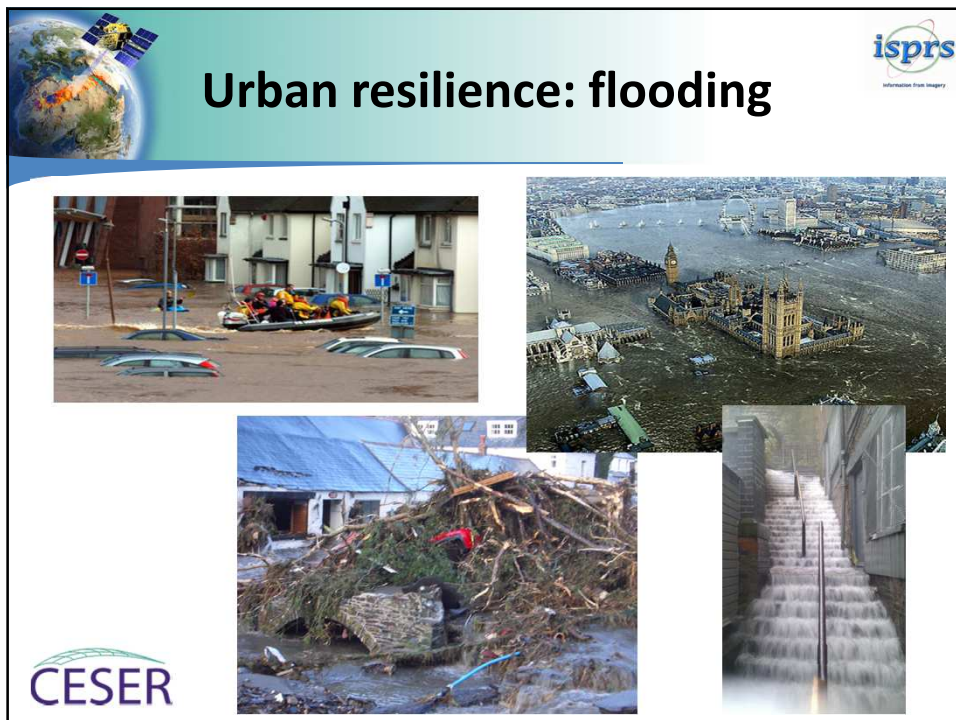 Urban resilience: flooding
isprs
information from imagery
CESER